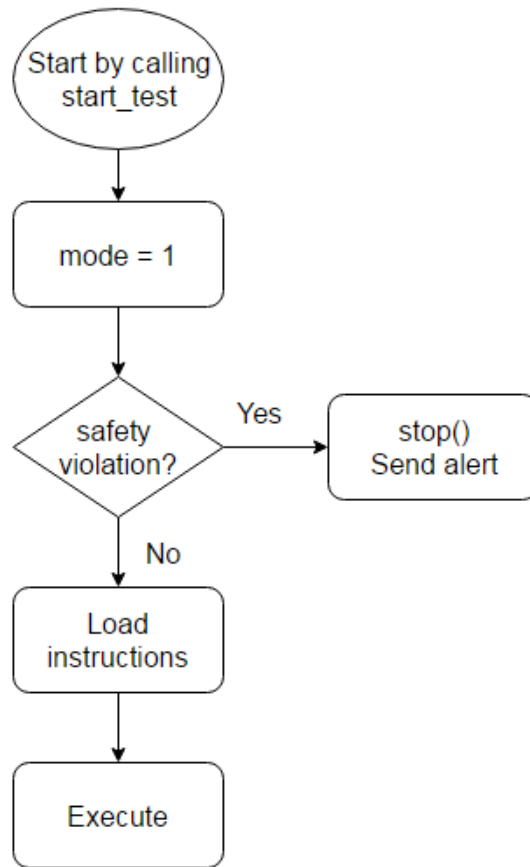 Start by calling
start_test
mode = 1
safety
violation?
Yes
stop()
Send alert
No
Load
instructions
Execute